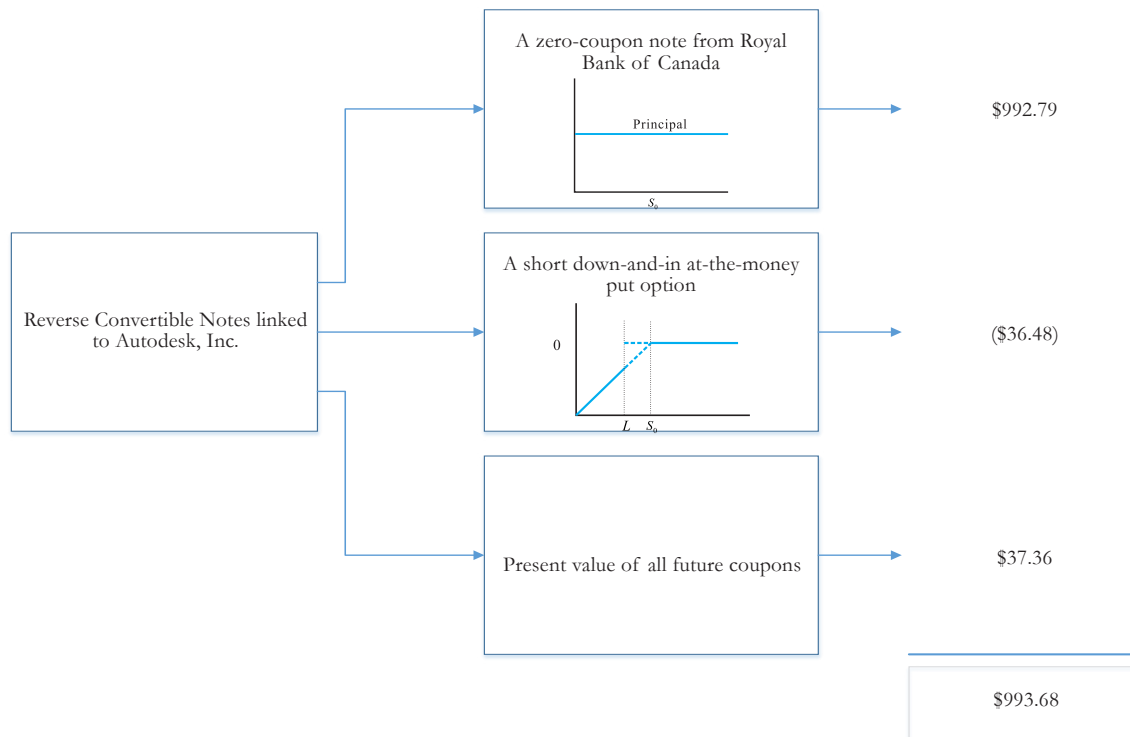 A zero-coupon note from Royal
Bank of Canada
Principal
S₀
$992.79
Reverse Convertible Notes linked
to Autodesk, Inc.
A short down-and-in at-the-money
put option
0
L S₀
($36.48)
Present value of all future coupons
$37.36
$993.68